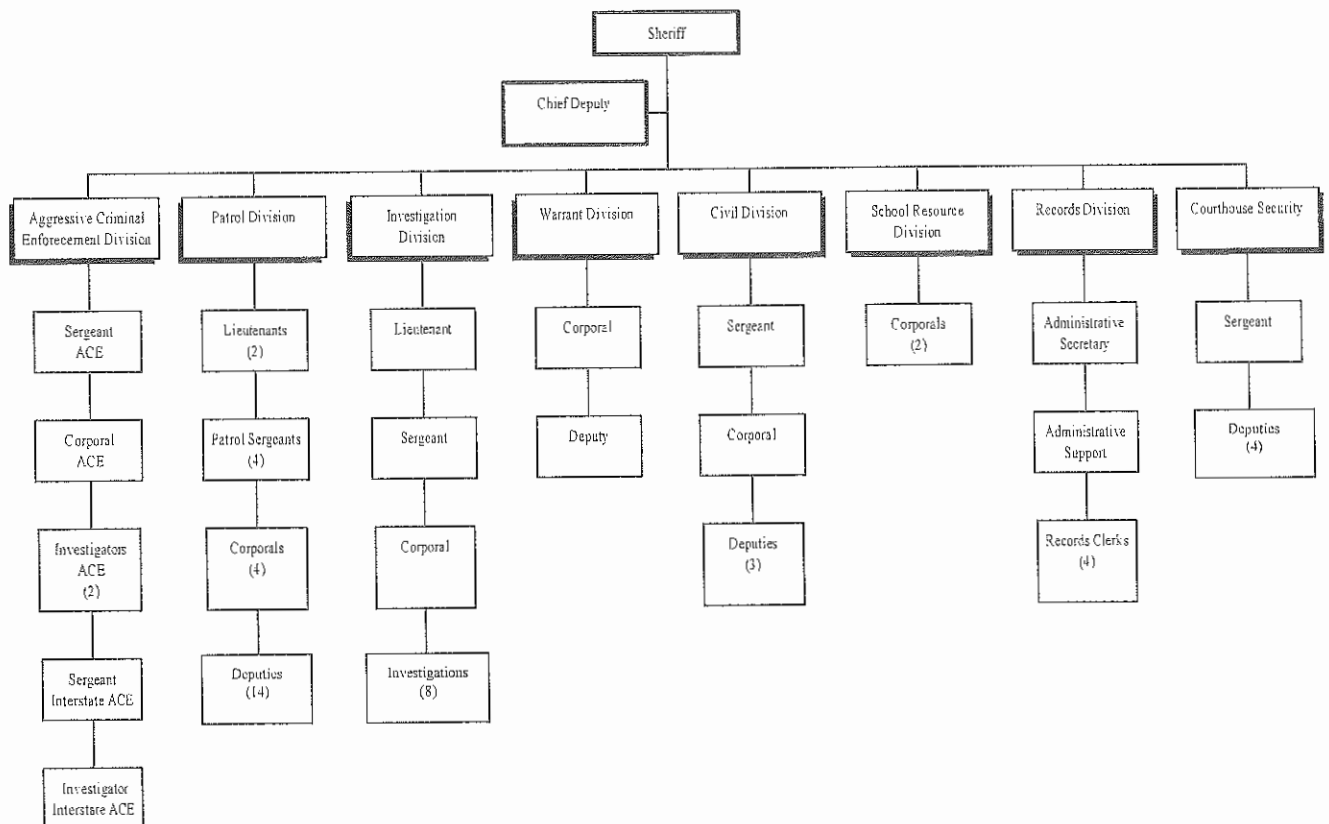 Sheriff
Chief Deputy
Aggressive Criminal
Enforecement Division
Patrol Division
Investigation
Division
Warrant Division
Civil Division
School Resource
Division
Records Division
Courthouse Security
Sergeant
ACE
Corporal
ACE
Investigators
ACE
(2)
Sergeant
Interstate ACE
Investigator
Interstate ACE
Lieutenants
(2)
Patrol Sergeants
(4)
Corporals
(4)
Deputies
(14)
Lieutenant
Sergeant
Corporal
Investigations
(8)
Corporal
Deputy
Sergeant
Corporal
Deputies
(3)
Corporals
(2)
Administrative
Secretary
Administrative
Support
Records Clerks
(4)
Sergeant
Deputies
(4)